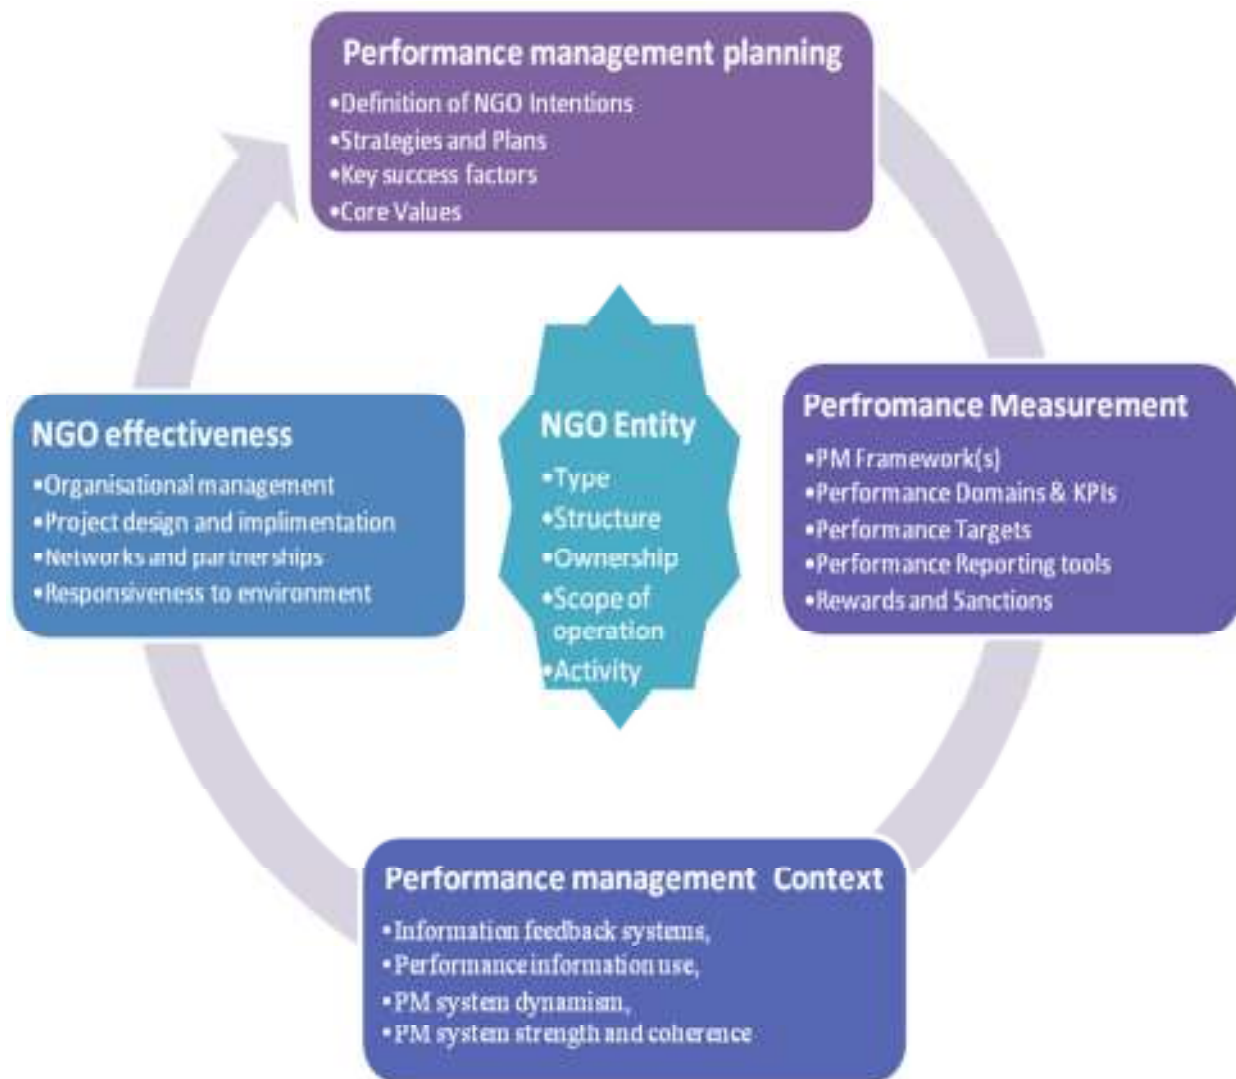 Performance management planning
•Definition of NGO Intentions
•Strategies and Plans
•Key success factors
•Core Values
NGO effectiveness
•Organisational management
•Project design and implimentation
•Networks and partnerships
•Responsiveness to environment
NGO Entity
•Type
•Structure
•Ownership
•Scope of
operation
•Activity
Perfromance Measurement
•PM Framework(s)
•Performance Domains & KPIs
•Performance Targets
•Performance Reporting tools
•Rewards and Sanctions
Performance management Context
•Information feedback systems,
•Performance information use,
•PM system dynamism,
•PM system strength and coherence